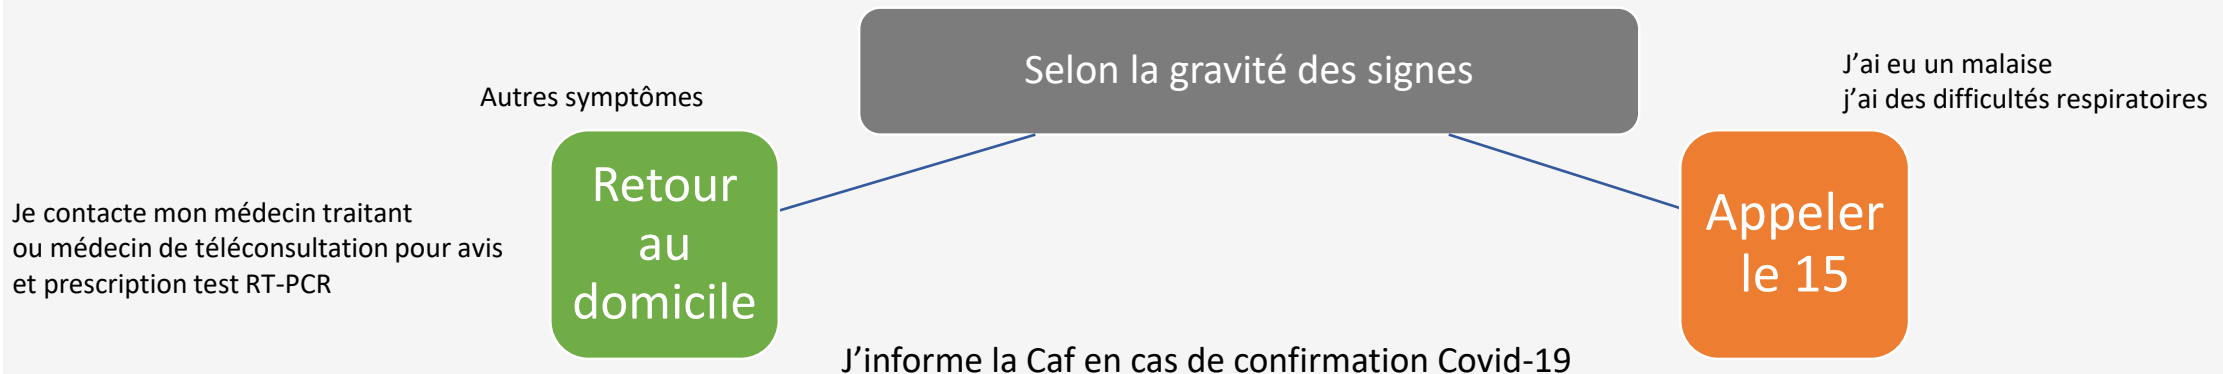 Selon la gravité des signes
J'ai eu un malaise
j'ai des difficultés respiratoires
Autres symptômes
Retour
au
domicile
Appeler
le 15
Je contacte mon médecin traitant
ou médecin de téléconsultation pour avis
et prescription test RT-PCR
J'informe la Caf en cas de confirmation Covid-19